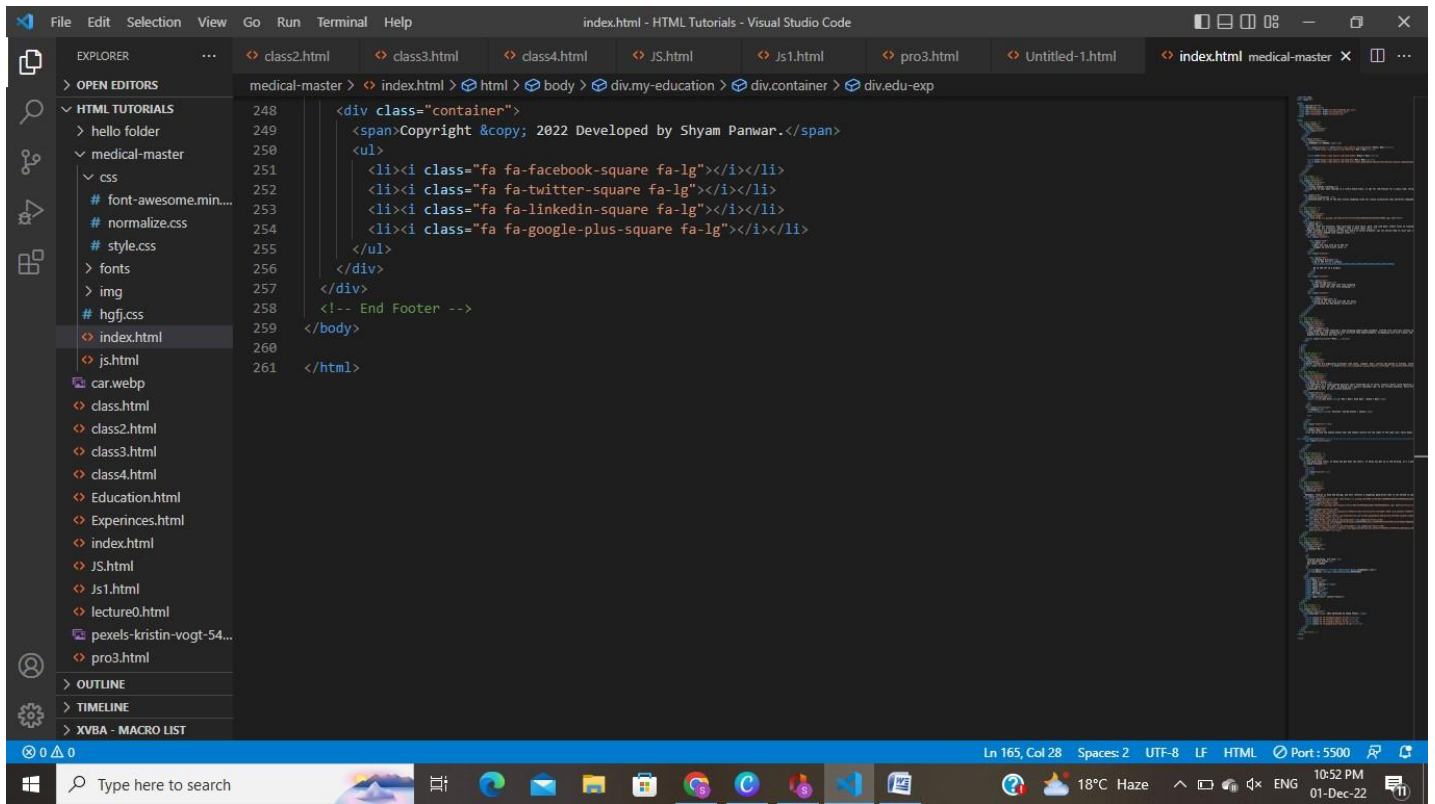 File Edit Selection View Go Run Terminal Help index.html - HTML Tutorials - Visual Studio Code
EXPLORER ... class2.html class3.html class4.html JS.html Js1.html pro3.html Untitled-1.html index.html medical-master
OPEN EDITORS
medical-master > index.html > html > body > div.my-education > div.container > div.edu-exp
HTML TUTORIALS
hello folder
medical-master
css
# font-awesome.min....
# normalize.css
# style.css
fonts
img
# hgfj.css
index.html
js.html
car.webp
class.html
class2.html
class3.html
class4.html
Education.html
Experinces.html
index.html
JS.html
Js1.html
lecture0.html
pexels-kristin-vogt-54...
pro3.html
OUTLINE
TIMELINE
XVBA - MACRO LIST
248 <div class="container">
249 <span>Copyright &copy; 2022 Developed by Shyam Panwar.</span>
250 <ul>
251 <li><i class="fa fa-facebook-square fa-lg"></i></li>
252 <li><i class="fa fa-twitter-square fa-lg"></i></li>
253 <li><i class="fa fa-linkedin-square fa-lg"></i></li>
254 <li><i class="fa fa-google-plus-square fa-lg"></i></li>
255 </ul>
256 </div>
257 </div>
258 <!-- End Footer -->
259 </body>
260
261 </html>
0 0 Ln 165, Col 28 Spaces: 2 UTF-8 LF HTML Port : 5500
Type here to search 18°C Haze ENG 10:52 PM
01-Dec-22 11